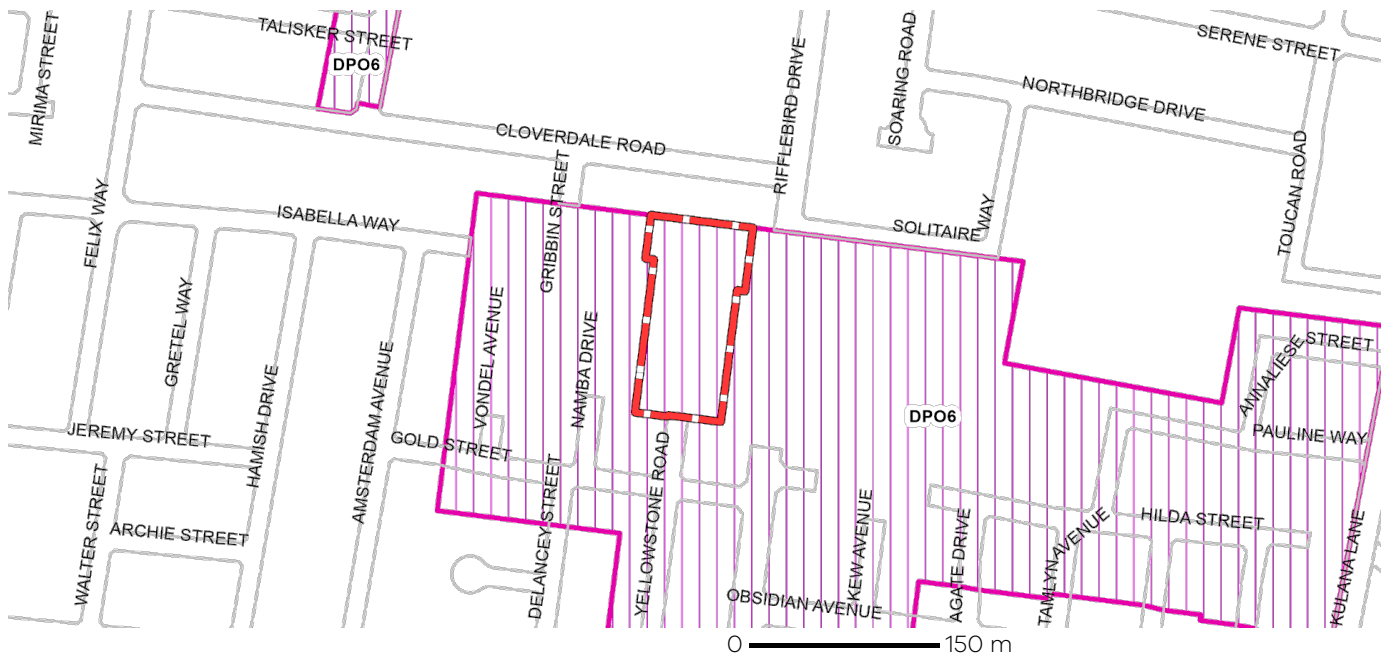 TALISKER STREET
SERENE STREET
MIRIMA STREET
DPO6
RIFFLEBIRD DRIVE
SOARING ROAD
NORTHBRIDGE DRIVE
CLOVERDALE ROAD
TOUCAN ROAD
GRIBBIN STREET
FELIX WAY
ISABELLA WAY
SOLITAIRE WAY
GRETEL WAY
VONDEL AVENUE
NAMBA DRIVE
ANNALIESE STREET
HAMISH DRIVE
AMSTERDAM AVENUE
DPO6
JEREMY STREET
GOLD STREET
PAULINE WAY
WALTER STREET
ARCHIE STREET
DELANCEY STREET
YELLOWSTONE ROAD
KEW AVENUE
AGATE DRIVE
TAMLYN AVENUE
HILDA STREET
KULANA LANE
OBSIDIAN AVENUE
0 150 m